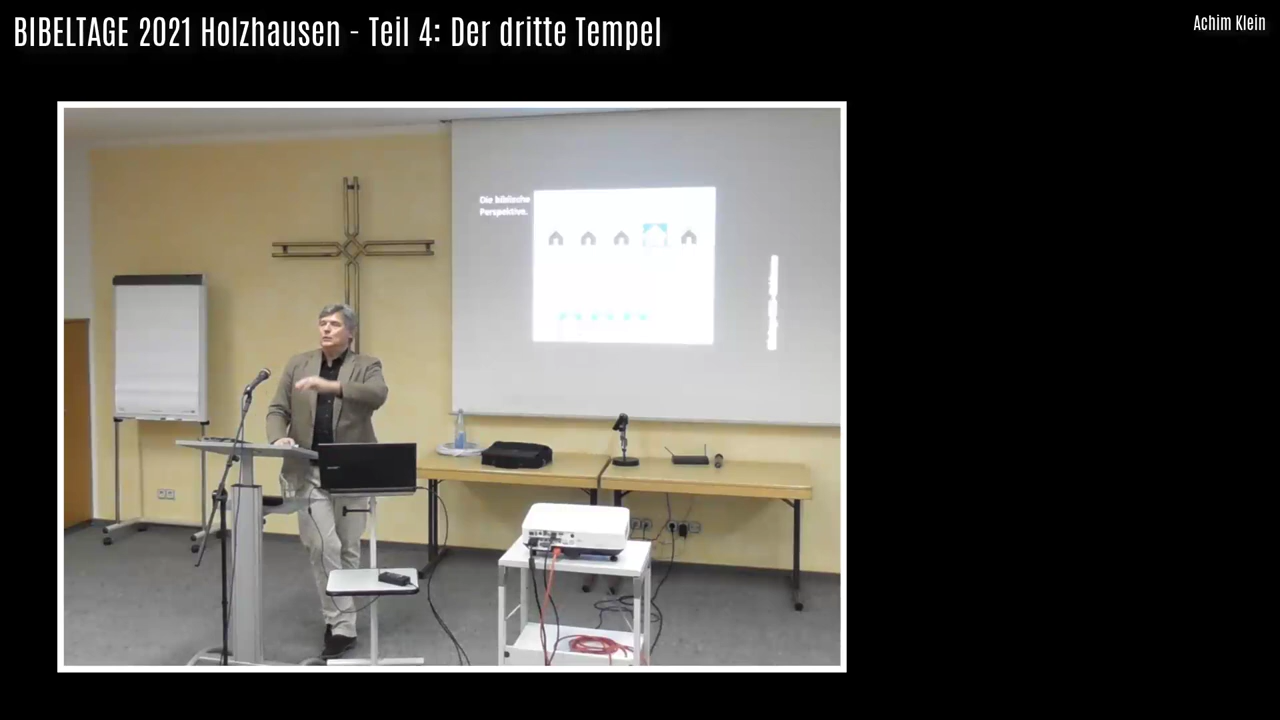 BIBELTAGE 2021 Holzhausen - Teil 4: Der dritte Tempel
Achim Klein
Die biblische
Perspektive.